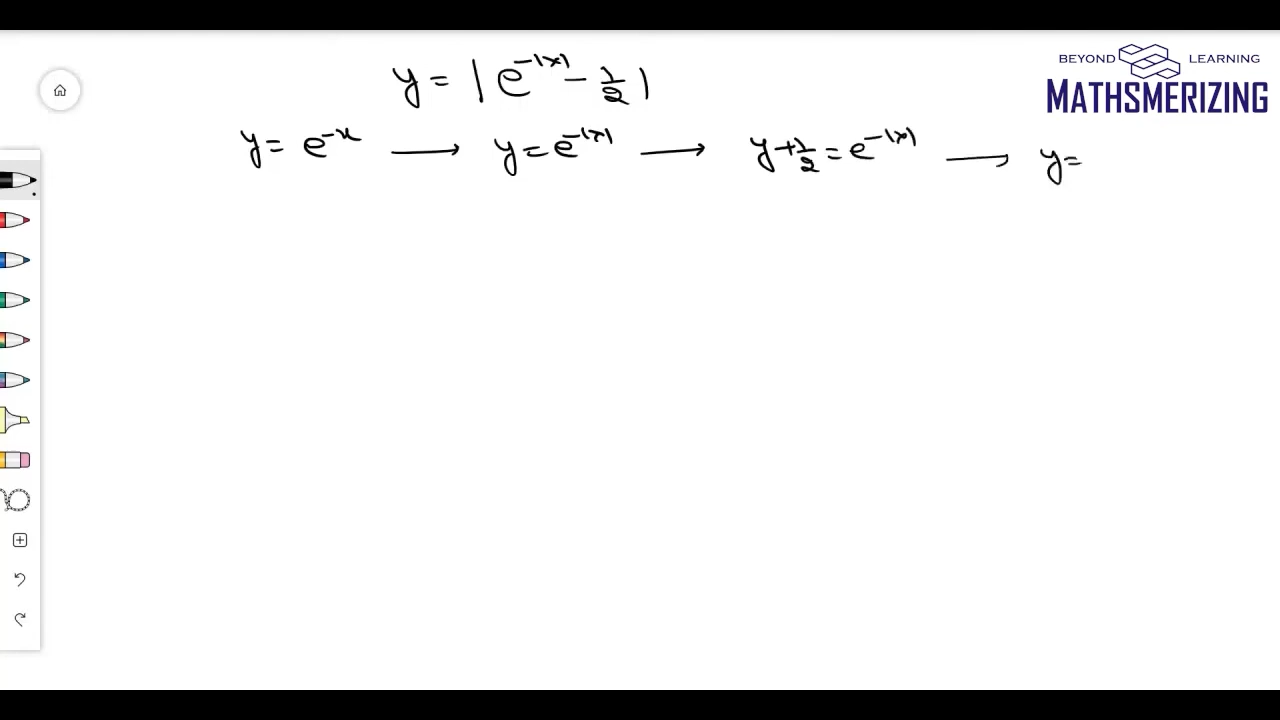 BEYOND LEARNING
MATHSMERIZING
y = | e^{-|x|} - 1/2 |
y = e^{-x} ⟶ y = e^{-|x|} ⟶ y + 1/2 = e^{-|x|} ⟶ y =